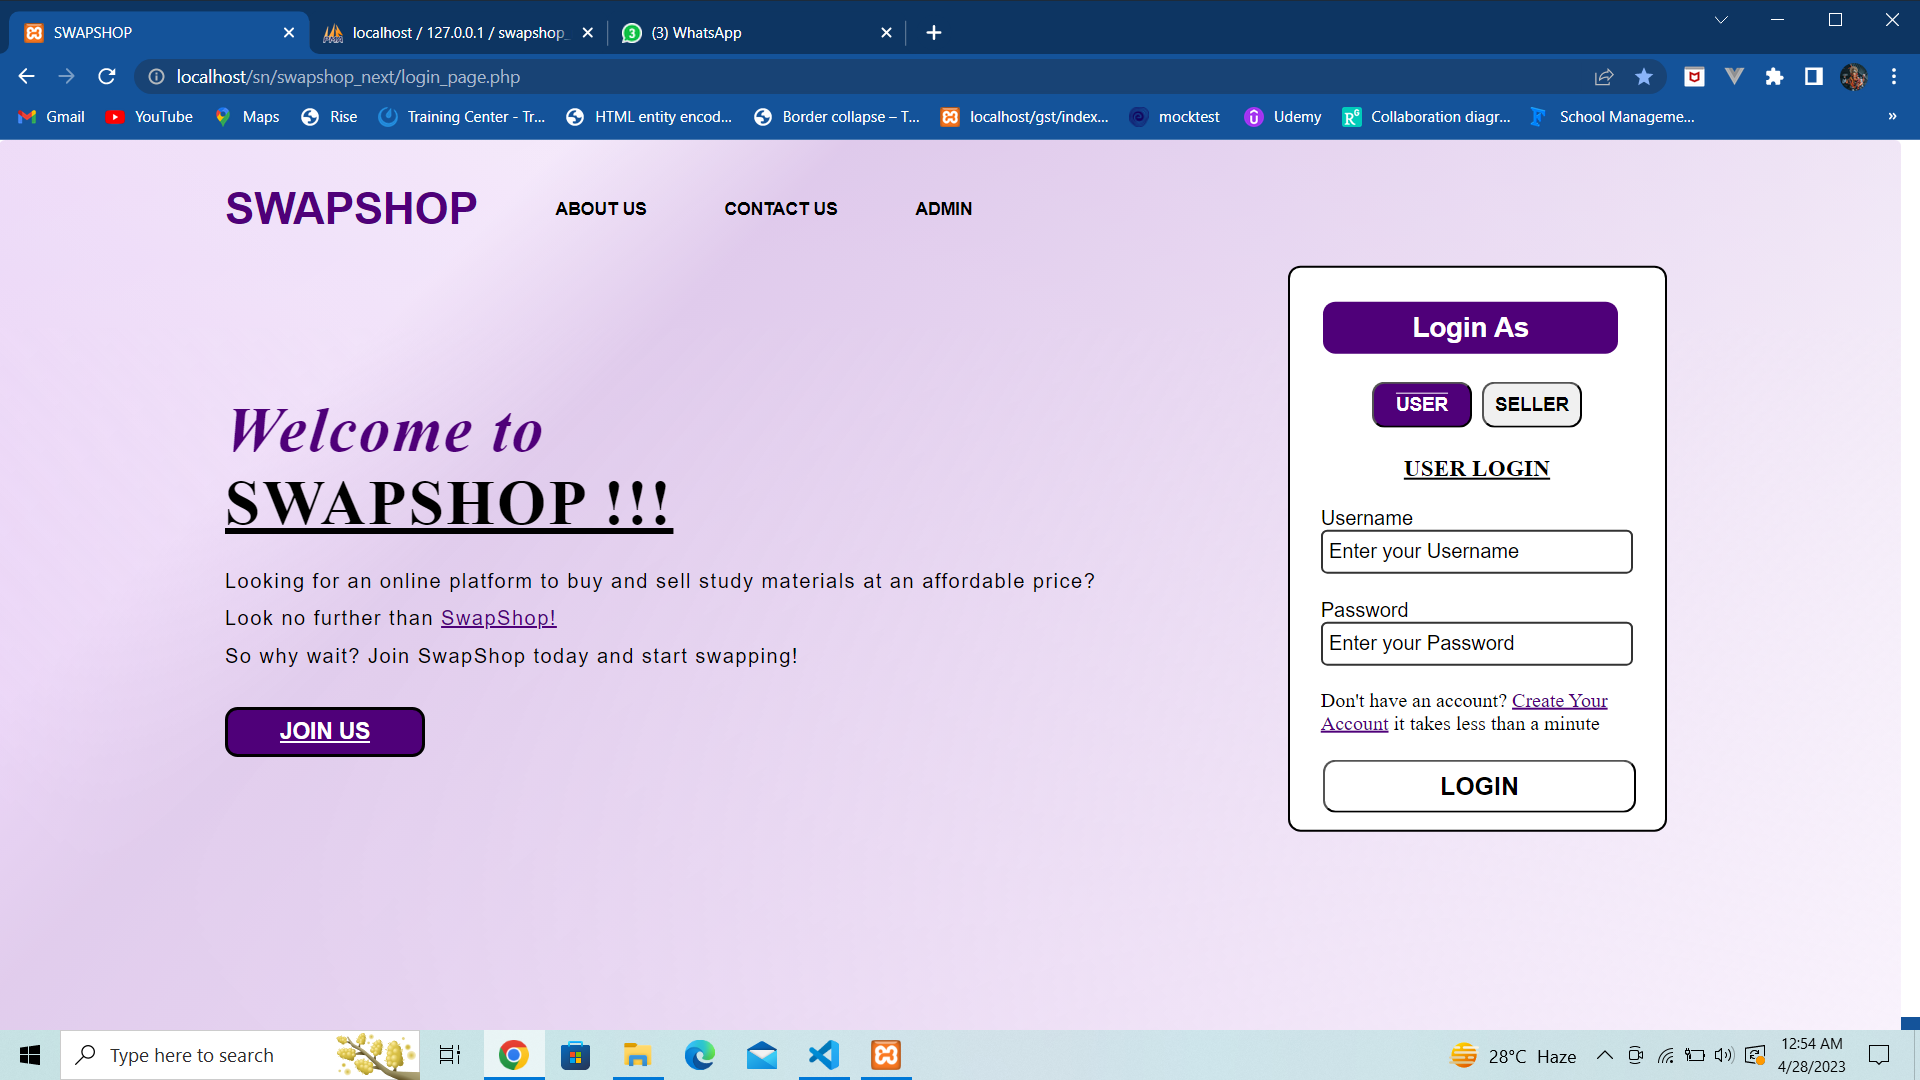 SWAPSHOP
localhost / 127.0.0.1 / swapshop_
(3) WhatsApp
localhost/sn/swapshop_next/login_page.php
Gmail
YouTube
Maps
Rise
Training Center - Tr...
HTML entity encod...
Border collapse – T...
localhost/gst/index...
mocktest
Udemy
Collaboration diagr...
School Manageme...
»
SWAPSHOP
ABOUT US
CONTACT US
ADMIN
Welcome to
SWAPSHOP !!!
Looking for an online platform to buy and sell study materials at an affordable price?
Look no further than SwapShop!
So why wait? Join SwapShop today and start swapping!
JOIN US
Login As
USER
SELLER
USER LOGIN
Username
Enter your Username
Password
Enter your Password
Don't have an account? Create Your
Account it takes less than a minute
LOGIN
Type here to search
28°C Haze
12:54 AM
4/28/2023